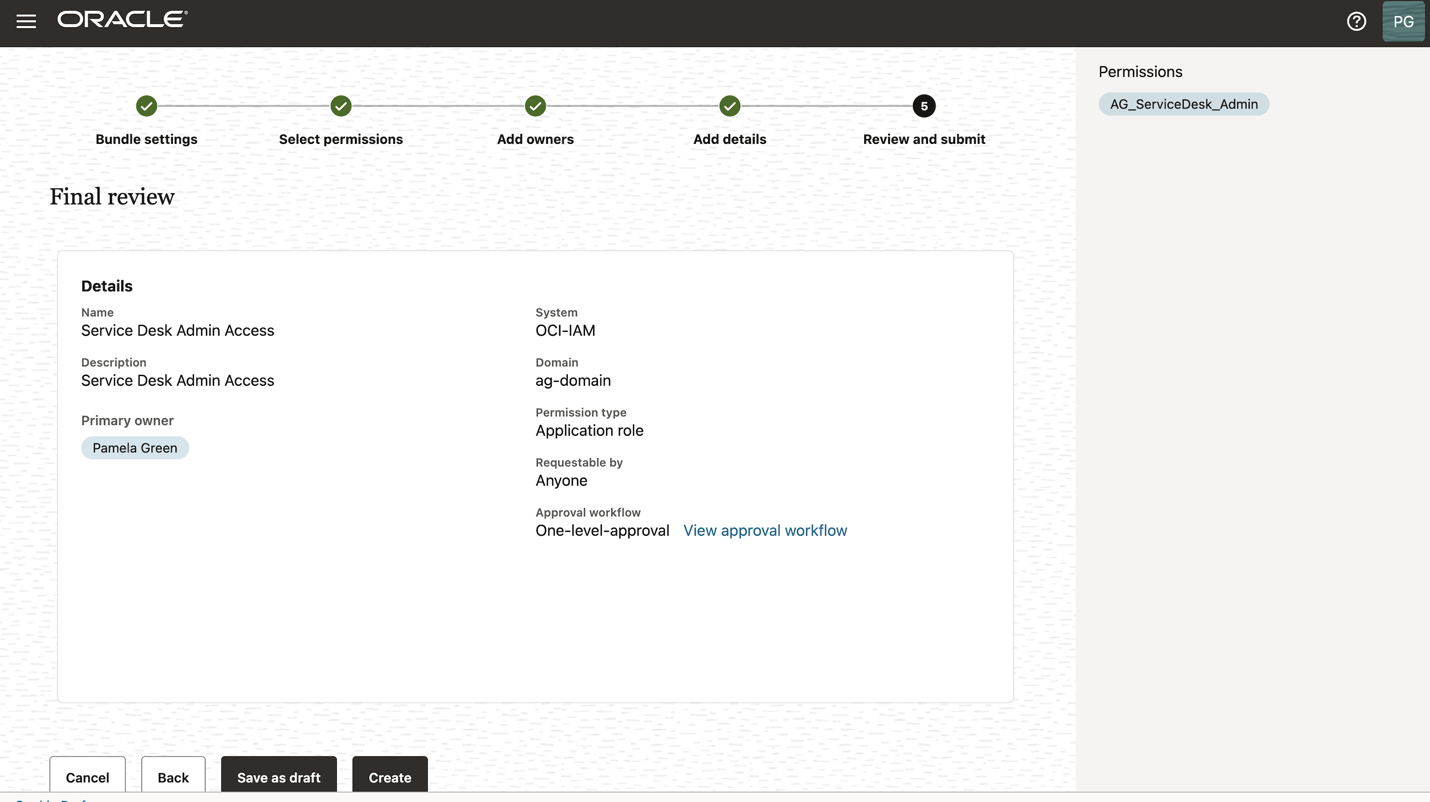 ORACLE
PG
5
Bundle settings
Select permissions
Add owners
Add details
Review and submit
Final review
Details
Name
Service Desk Admin Access
Description
Service Desk Admin Access
Primary owner
Pamela Green
System
OCI-IAM
Domain
ag-domain
Permission type
Application role
Requestable by
Anyone
Approval workflow
One-level-approval View approval workflow
Cancel
Back
Save as draft
Create
Permissions
AG_ServiceDesk_Admin